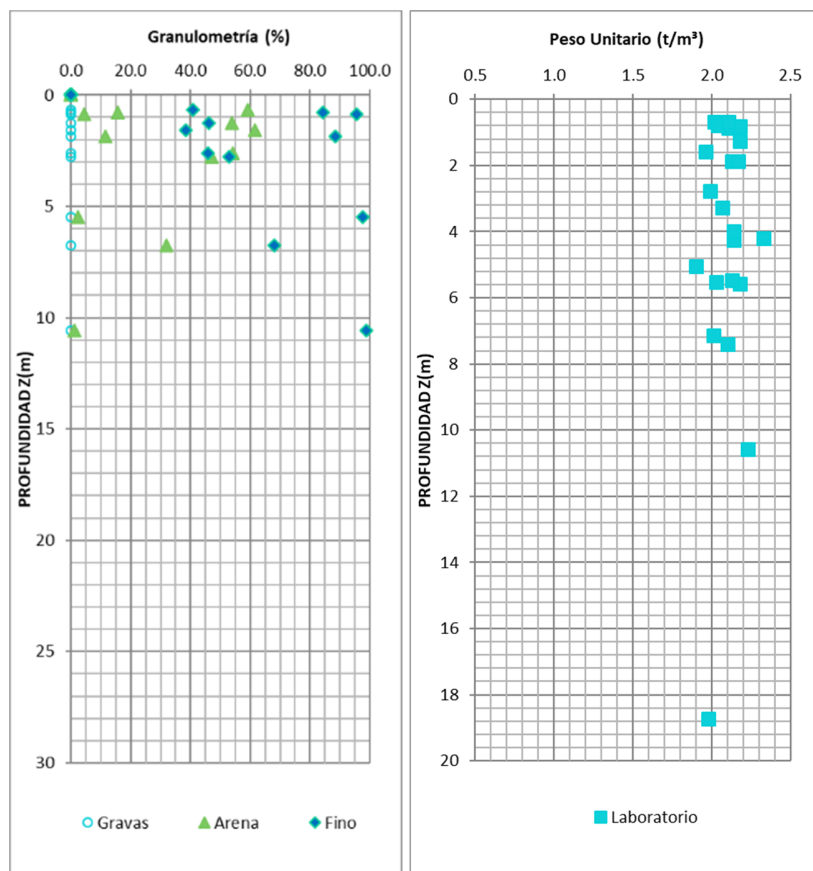 Granulometría (%)
0.0 20.0 40.0 60.0 80.0 100.0
0
5
10
15
20
25
30
PROFUNDIDAD Z(m)
Gravas Arena Fino
Peso Unitario (t/m³)
0.5 1.0 1.5 2.0 2.5
0
2
4
6
8
10
12
14
16
18
20
PROFUNDIDAD Z(m)
Laboratorio